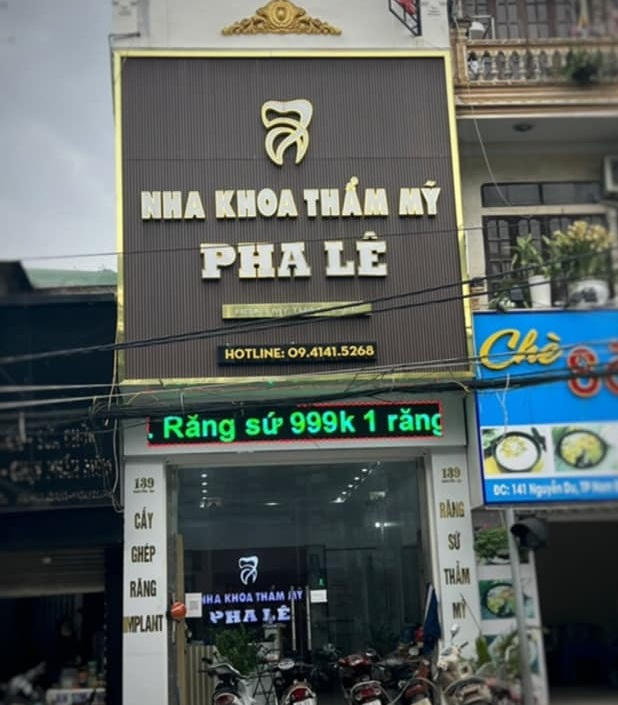 NHA KHOA THẨM MỸ
PHA LÊ
HOTLINE: 09.4141.5268
. Răng sứ 999k 1 răng
139
CẤY
GHÉP
RĂNG
IMPLANT
139
RĂNG
SỨ
THẨM
MỸ
NHA KHOA THẨM MỸ
PHA LÊ
Chè
ĐC: 141 Nguyễn Du, TP Nam